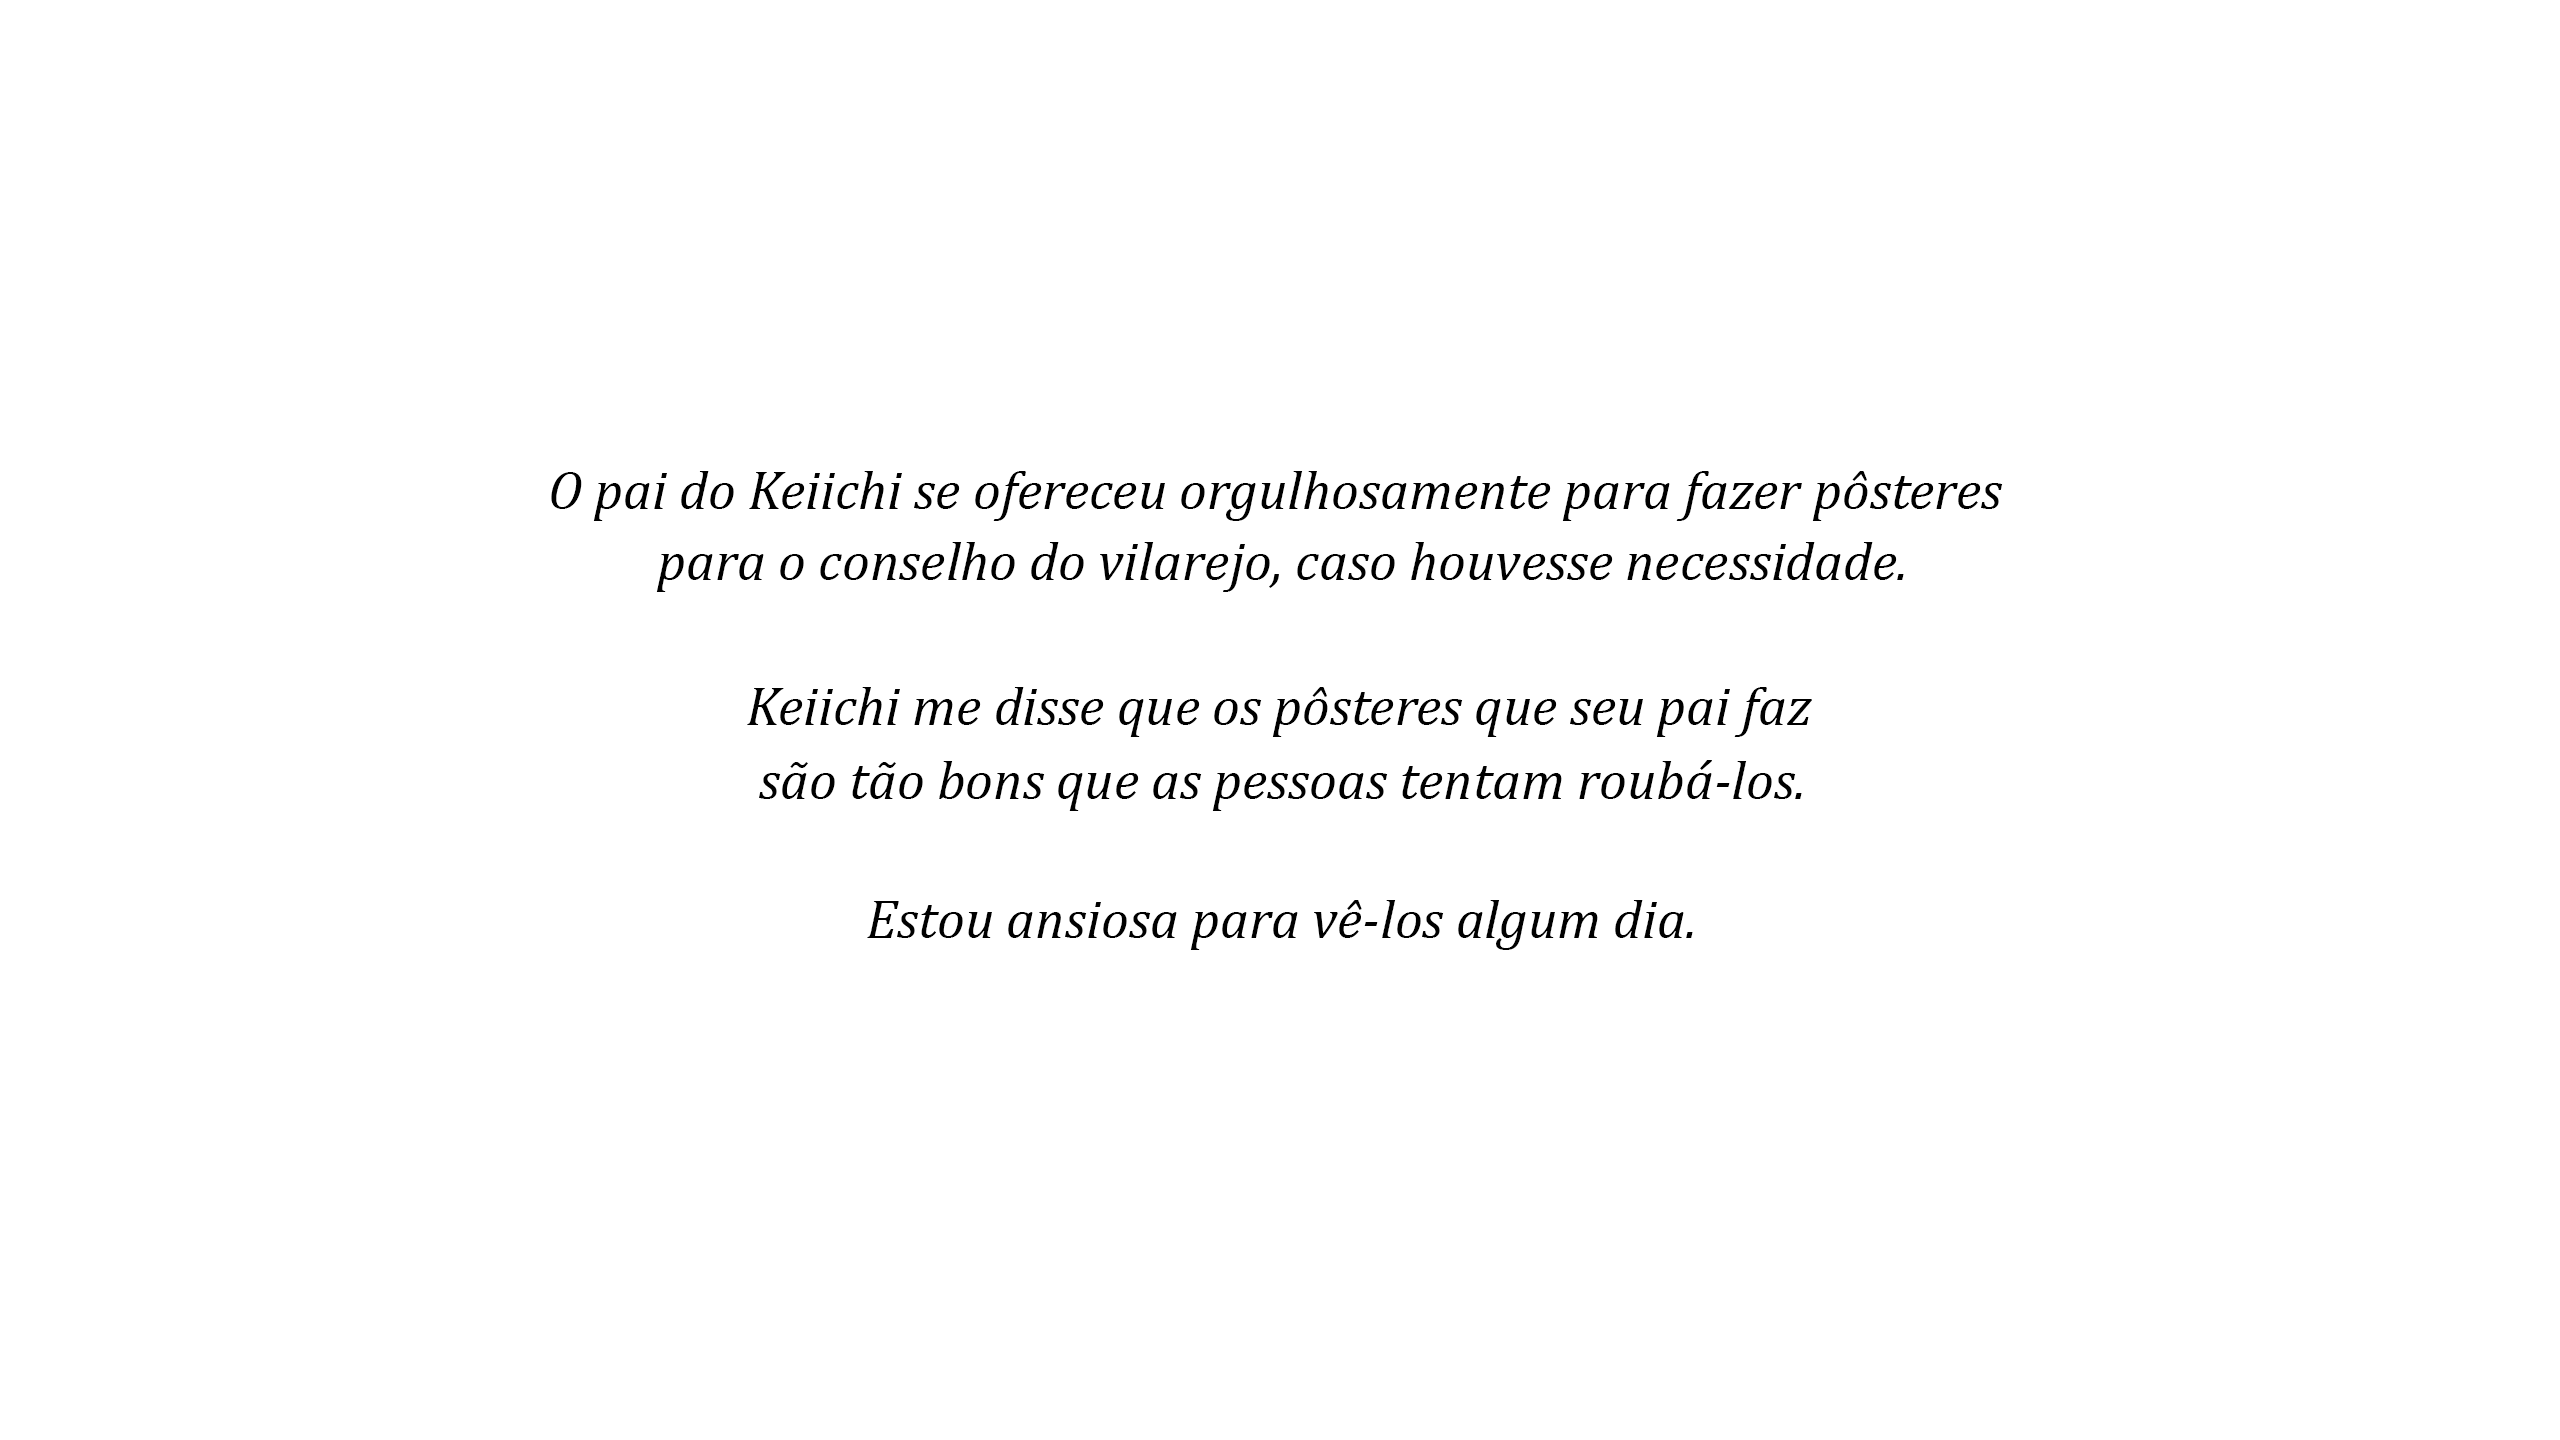 O pai do Keiichi se ofereceu orgulhosamente para fazer pôsteres
para o conselho do vilarejo, caso houvesse necessidade.
Keiichi me disse que os pôsteres que seu pai faz
são tão bons que as pessoas tentam roubá-los.
Estou ansiosa para vê-los algum dia.